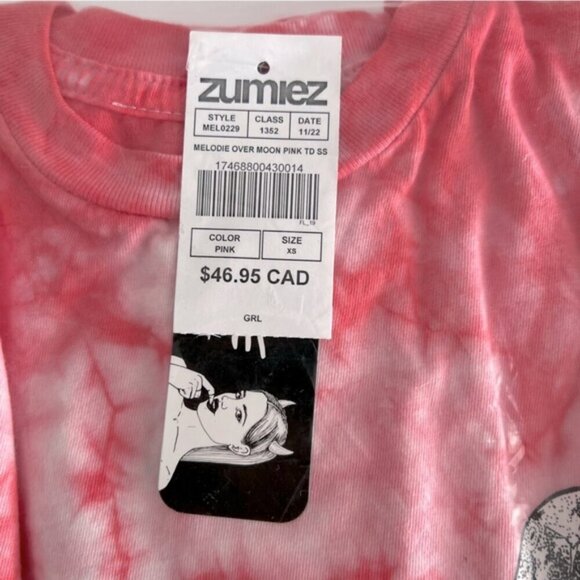 zumiez
STYLE CLASS DATE
MEL0229 1352 11/22
MELODIE OVER MOON PINK TD SS
17468800430014
FL_19
COLOR SIZE
PINK XS
$46.95 CAD
GRL